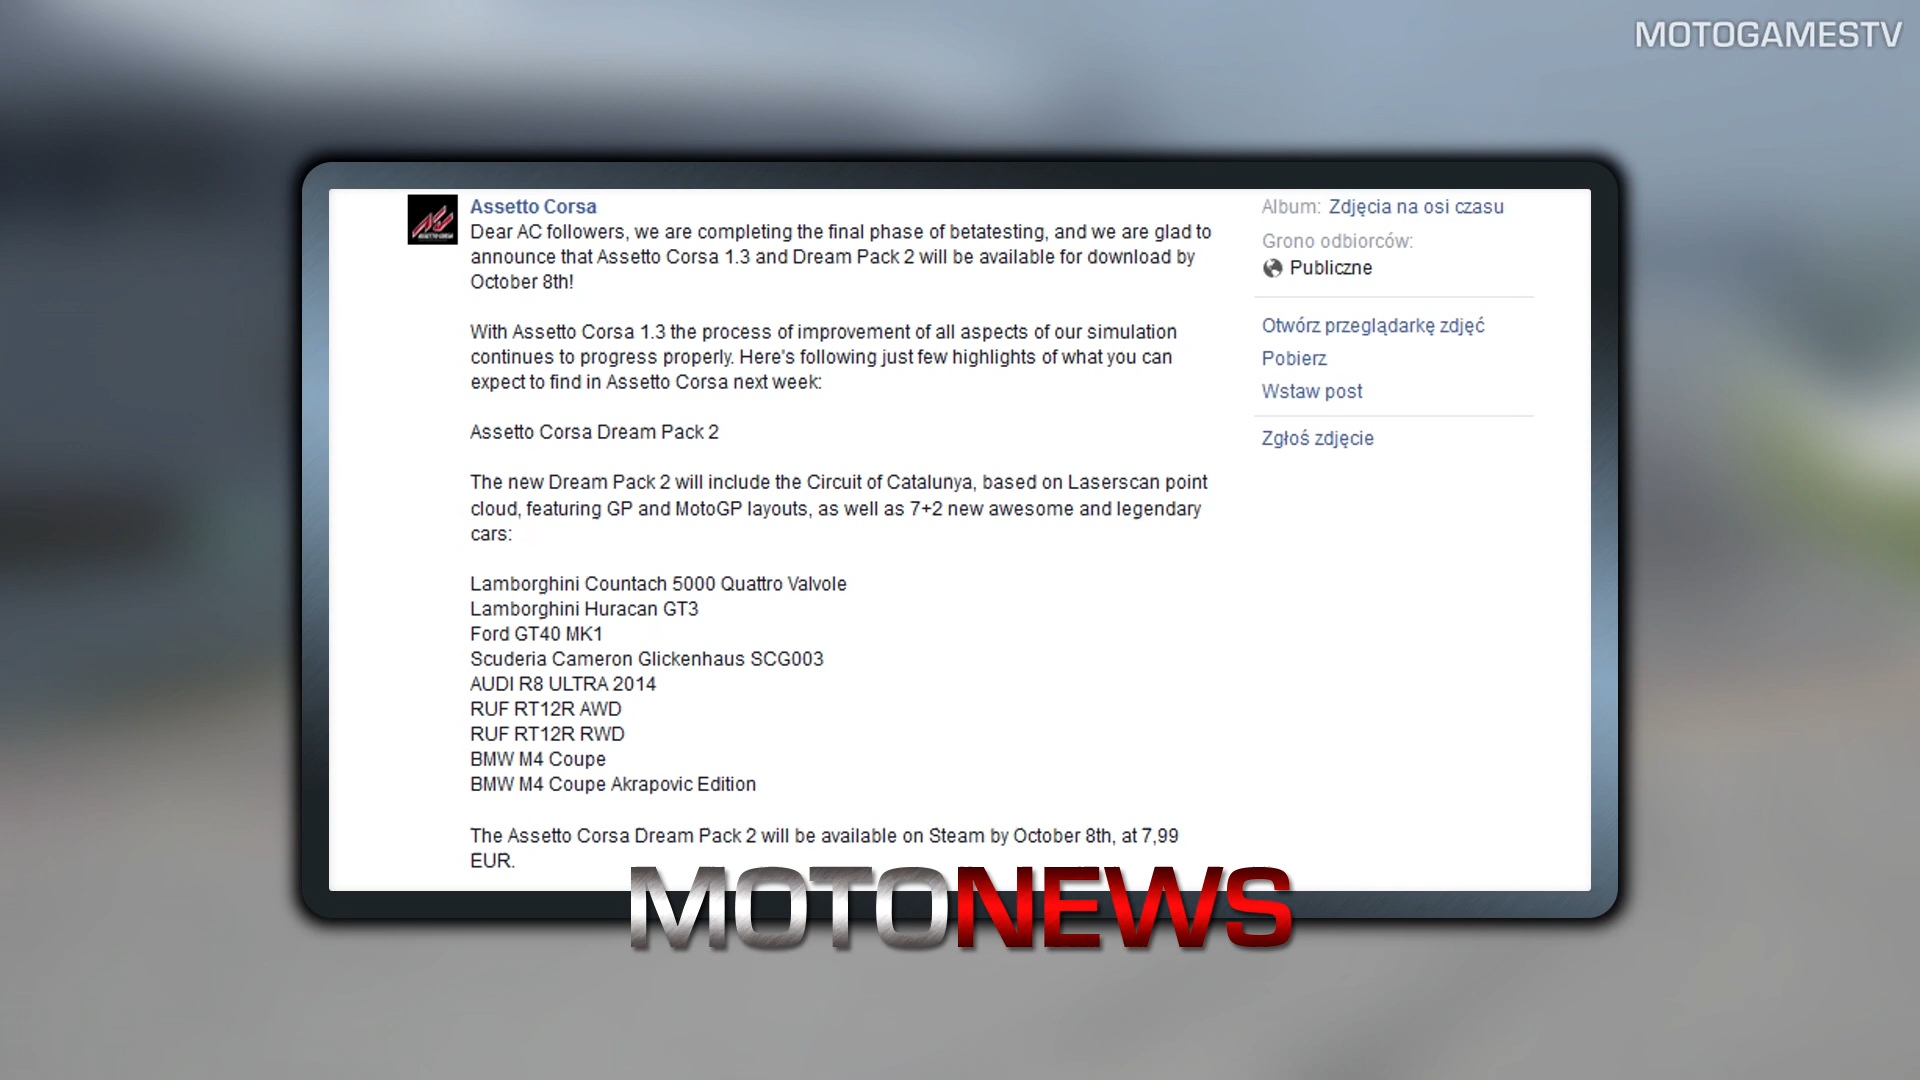 MOTOGAMESTV
Assetto Corsa
Dear AC followers, we are completing the final phase of betatesting, and we are glad to
announce that Assetto Corsa 1.3 and Dream Pack 2 will be available for download by
October 8th!
With Assetto Corsa 1.3 the process of improvement of all aspects of our simulation
continues to progress properly. Here's following just few highlights of what you can
expect to find in Assetto Corsa next week:
Assetto Corsa Dream Pack 2
The new Dream Pack 2 will include the Circuit of Catalunya, based on Laserscan point
cloud, featuring GP and MotoGP layouts, as well as 7+2 new awesome and legendary
cars:
Lamborghini Countach 5000 Quattro Valvole
Lamborghini Huracan GT3
Ford GT40 MK1
Scuderia Cameron Glickenhaus SCG003
AUDI R8 ULTRA 2014
RUF RT12R AWD
RUF RT12R RWD
BMW M4 Coupe
BMW M4 Coupe Akrapovic Edition
The Assetto Corsa Dream Pack 2 will be available on Steam by October 8th, at 7,99
EUR.
Album: Zdjęcia na osi czasu
Grono odbiorców:
Publiczne
Otwórz przeglądarkę zdjęć
Pobierz
Wstaw post
Zgłoś zdjęcie
MOTONEWS